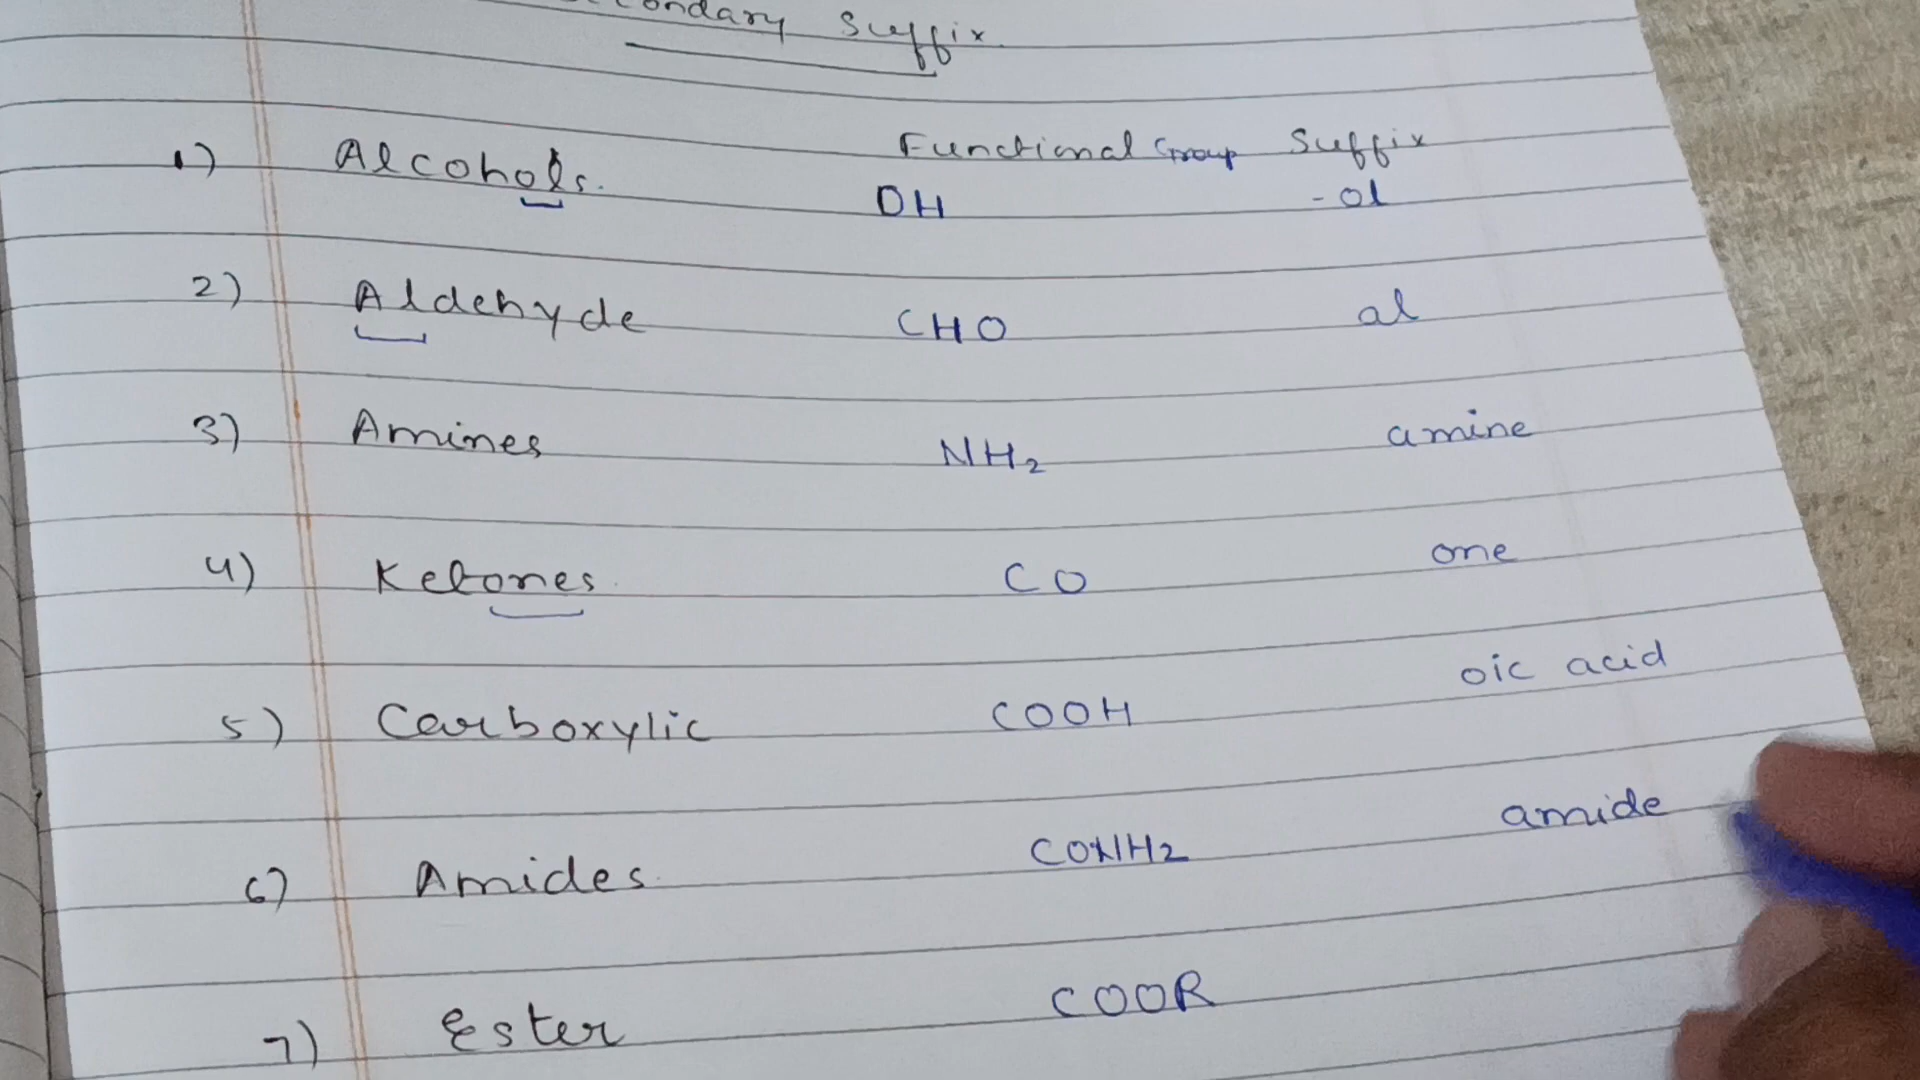 Suffix
Functional Group Suffix
1) Alcohols. OH - ol
2) Aldehyde CHO al
3) Amines NH2 amine
4) Ketones. CO one
5) Carboxylic COOH oic acid
6) Amides. CONH2 amide
7) Ester COOR